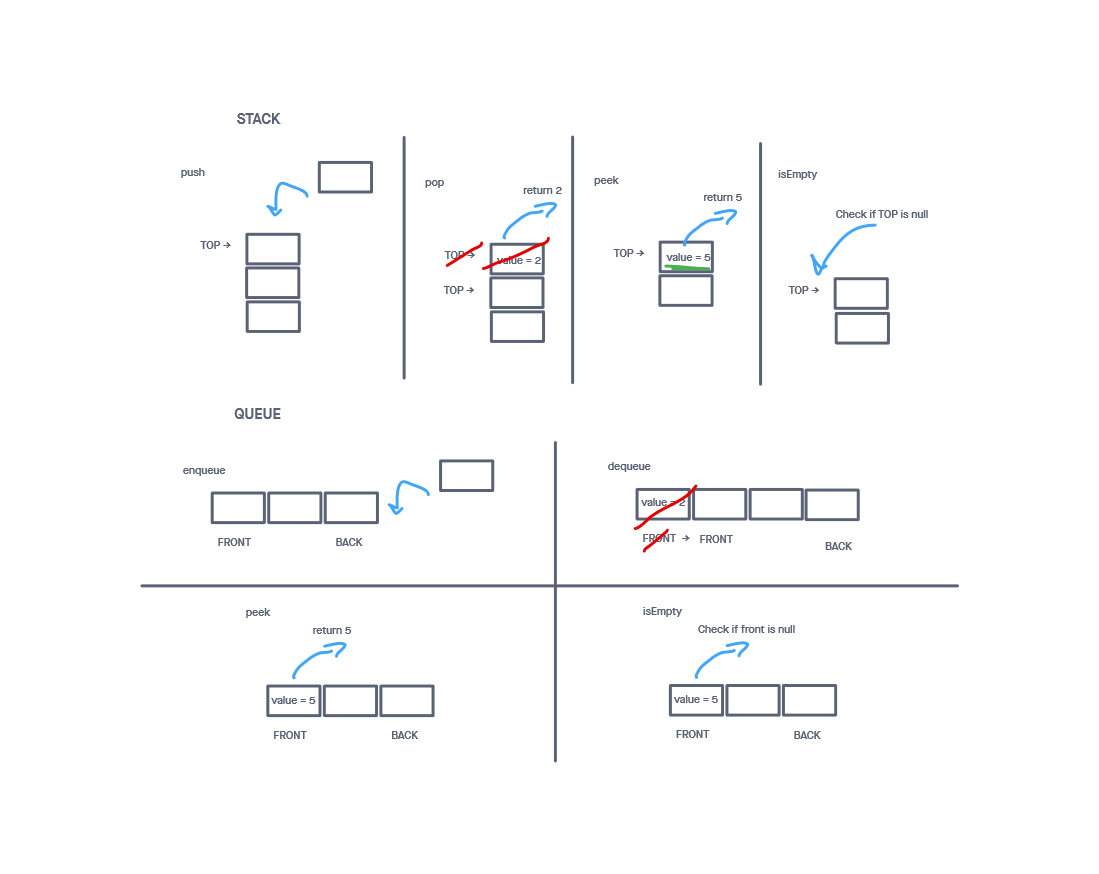 STACK
push
TOP →
pop
return 2
TOP →
value = 2
TOP →
peek
return 5
TOP →
value = 5
isEmpty
Check if TOP is null
TOP →
QUEUE
enqueue
FRONT
BACK
dequeue
value = 2
FRONT → FRONT
BACK
peek
return 5
value = 5
FRONT
BACK
isEmpty
Check if front is null
value = 5
FRONT
BACK